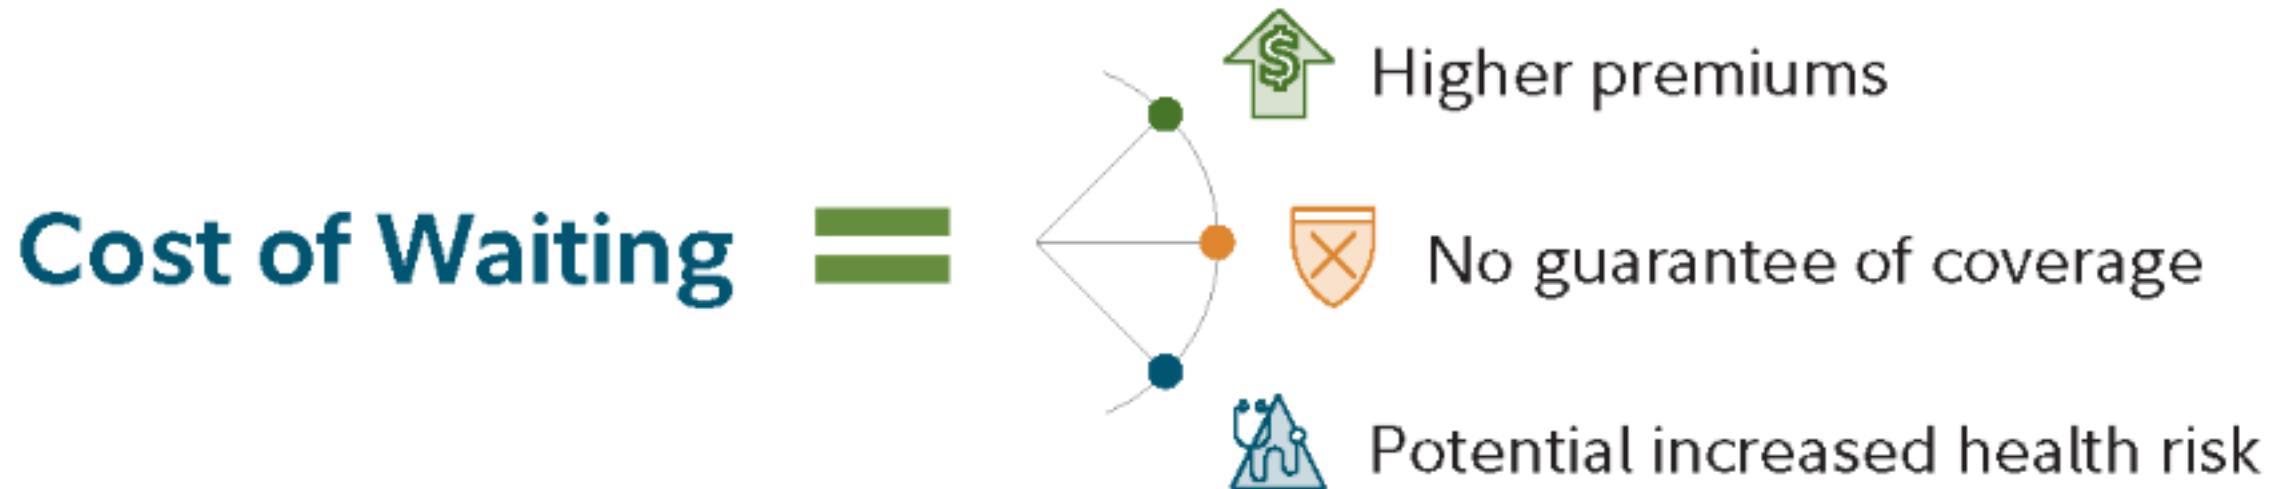 Higher premiums
Cost of Waiting
No guarantee of coverage
Potential increased health risk